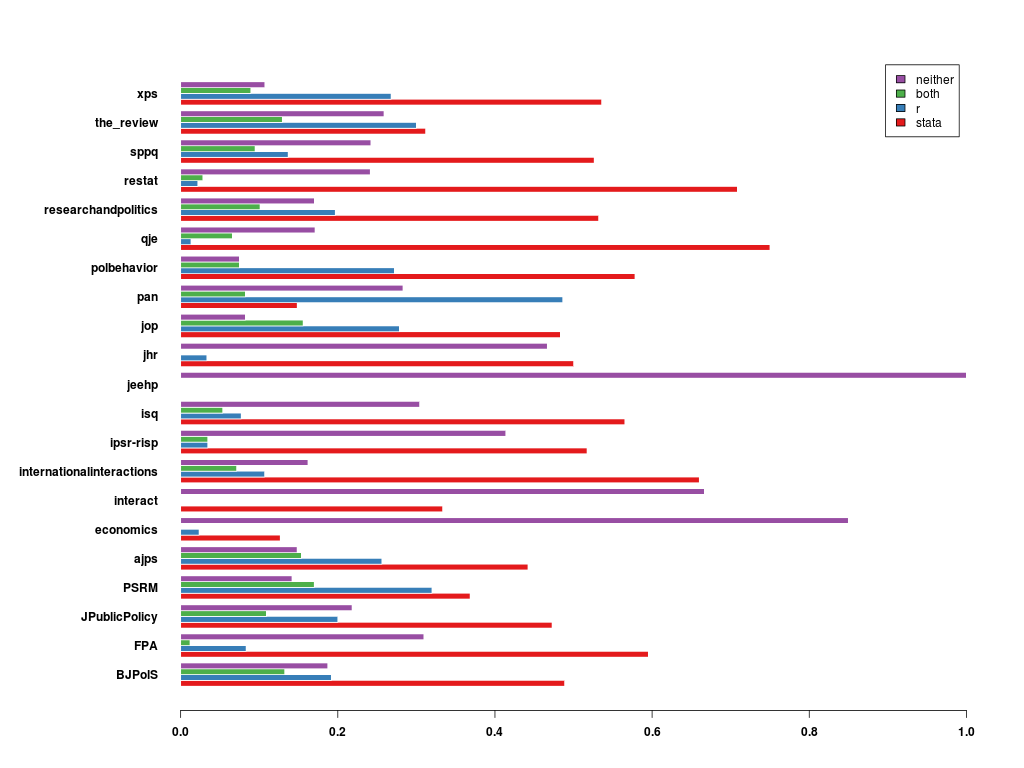 neither
both
r
stata
xps
the_review
sppq
restat
researchandpolitics
qje
polbehavior
pan
jop
jhr
jeehp
isq
ipsr-risp
internationalinteractions
interact
economics
ajps
PSRM
JPublicPolicy
FPA
BJPolS
0.0 0.2 0.4 0.6 0.8 1.0